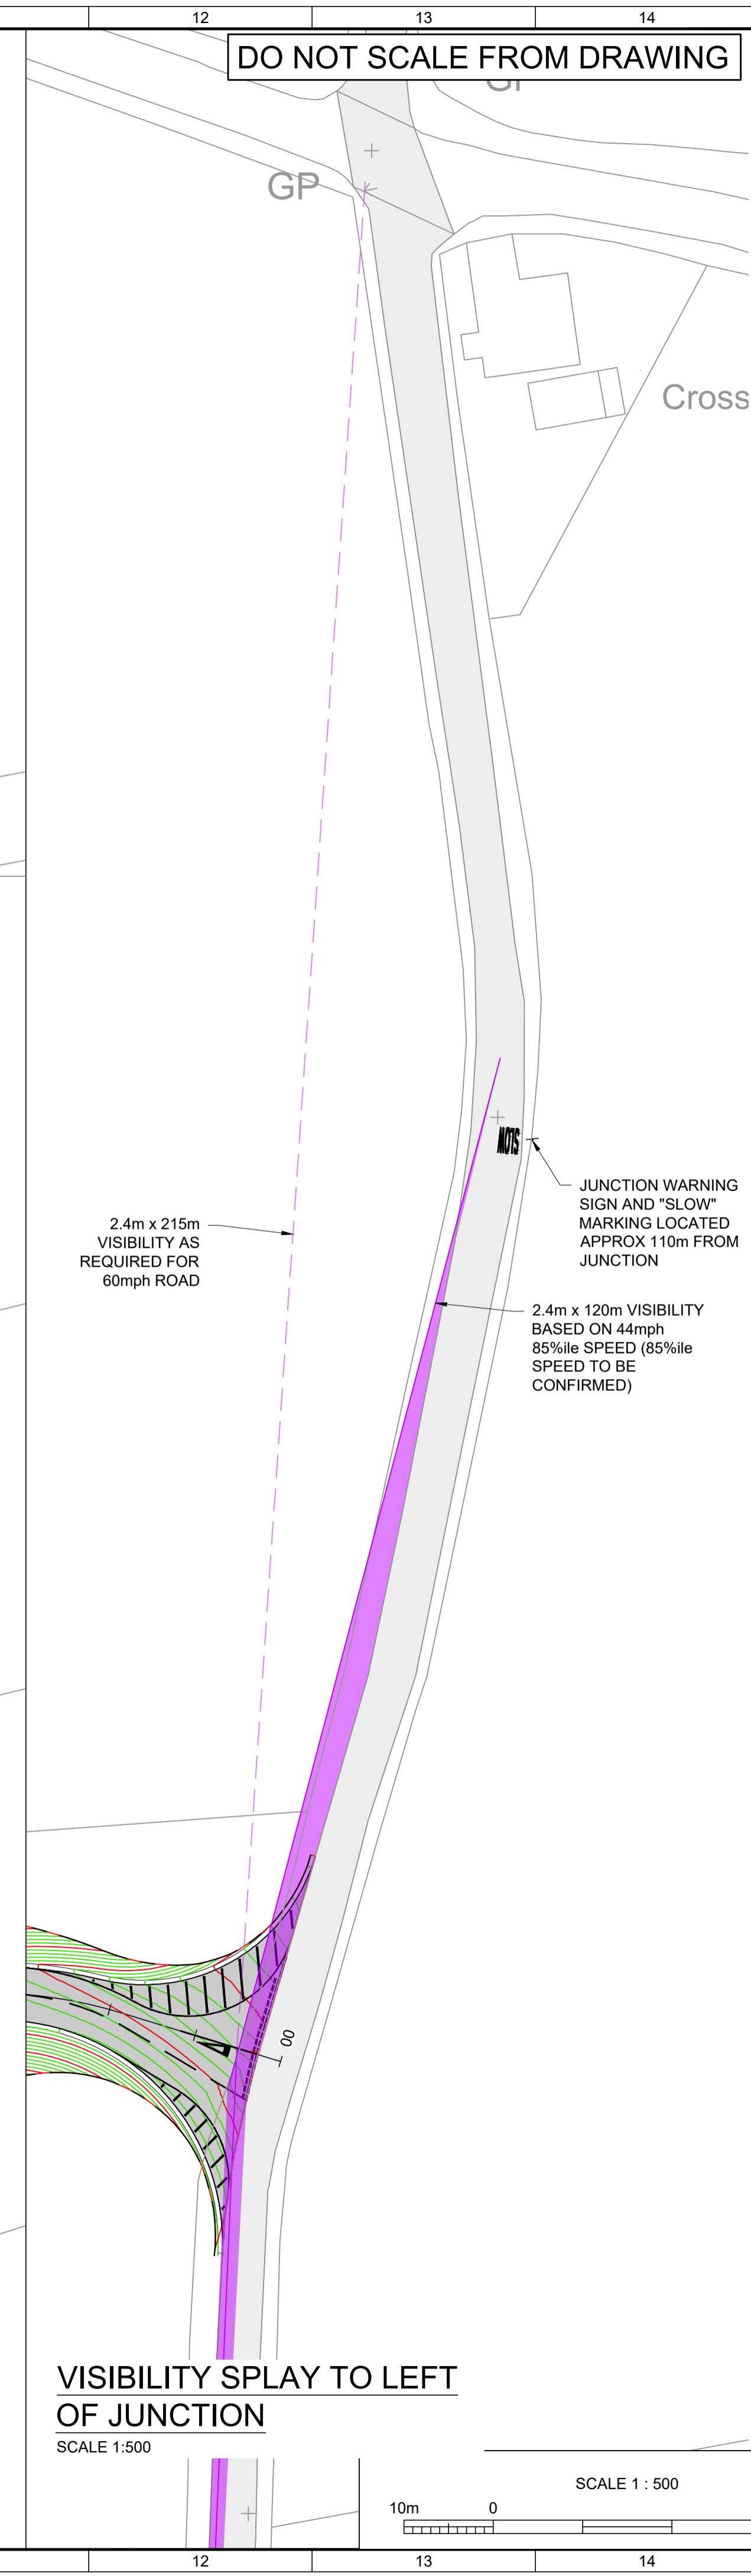 12
13
14
DO NOT SCALE FROM DRAWING
GP
Cross
SLOW
JUNCTION WARNING
SIGN AND "SLOW"
MARKING LOCATED
APPROX 110m FROM
JUNCTION
2.4m x 215m
VISIBILITY AS
REQUIRED FOR
60mph ROAD
2.4m x 120m VISIBILITY
BASED ON 44mph
85%ile SPEED (85%ile
SPEED TO BE
CONFIRMED)
00
VISIBILITY SPLAY TO LEFT
OF JUNCTION
SCALE 1:500
SCALE 1 : 500
10m
0
12
13
14